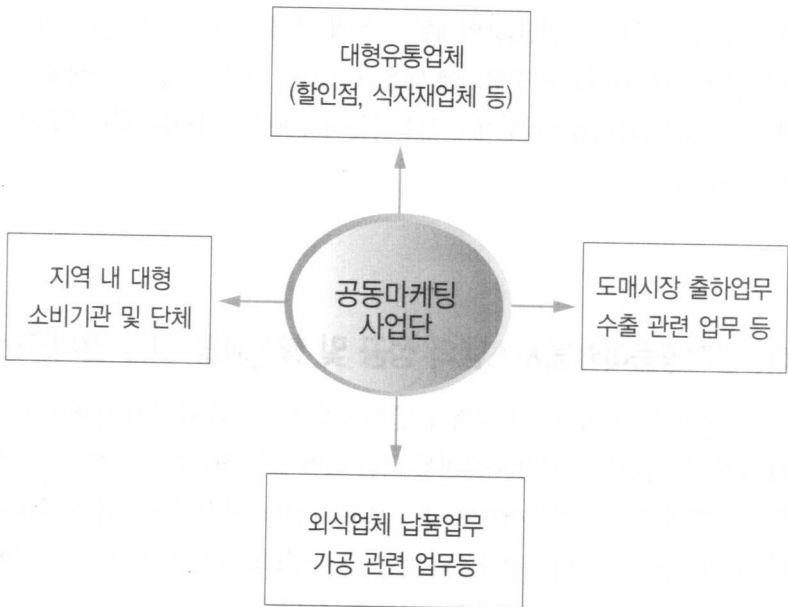 대형유통업체
(할인점, 식자재업체 등)
지역 내 대형
소비기관 및 단체
공동마케팅
사업단
도매시장 출하업무
수출 관련 업무 등
외식업체 납품업무
가공 관련 업무등